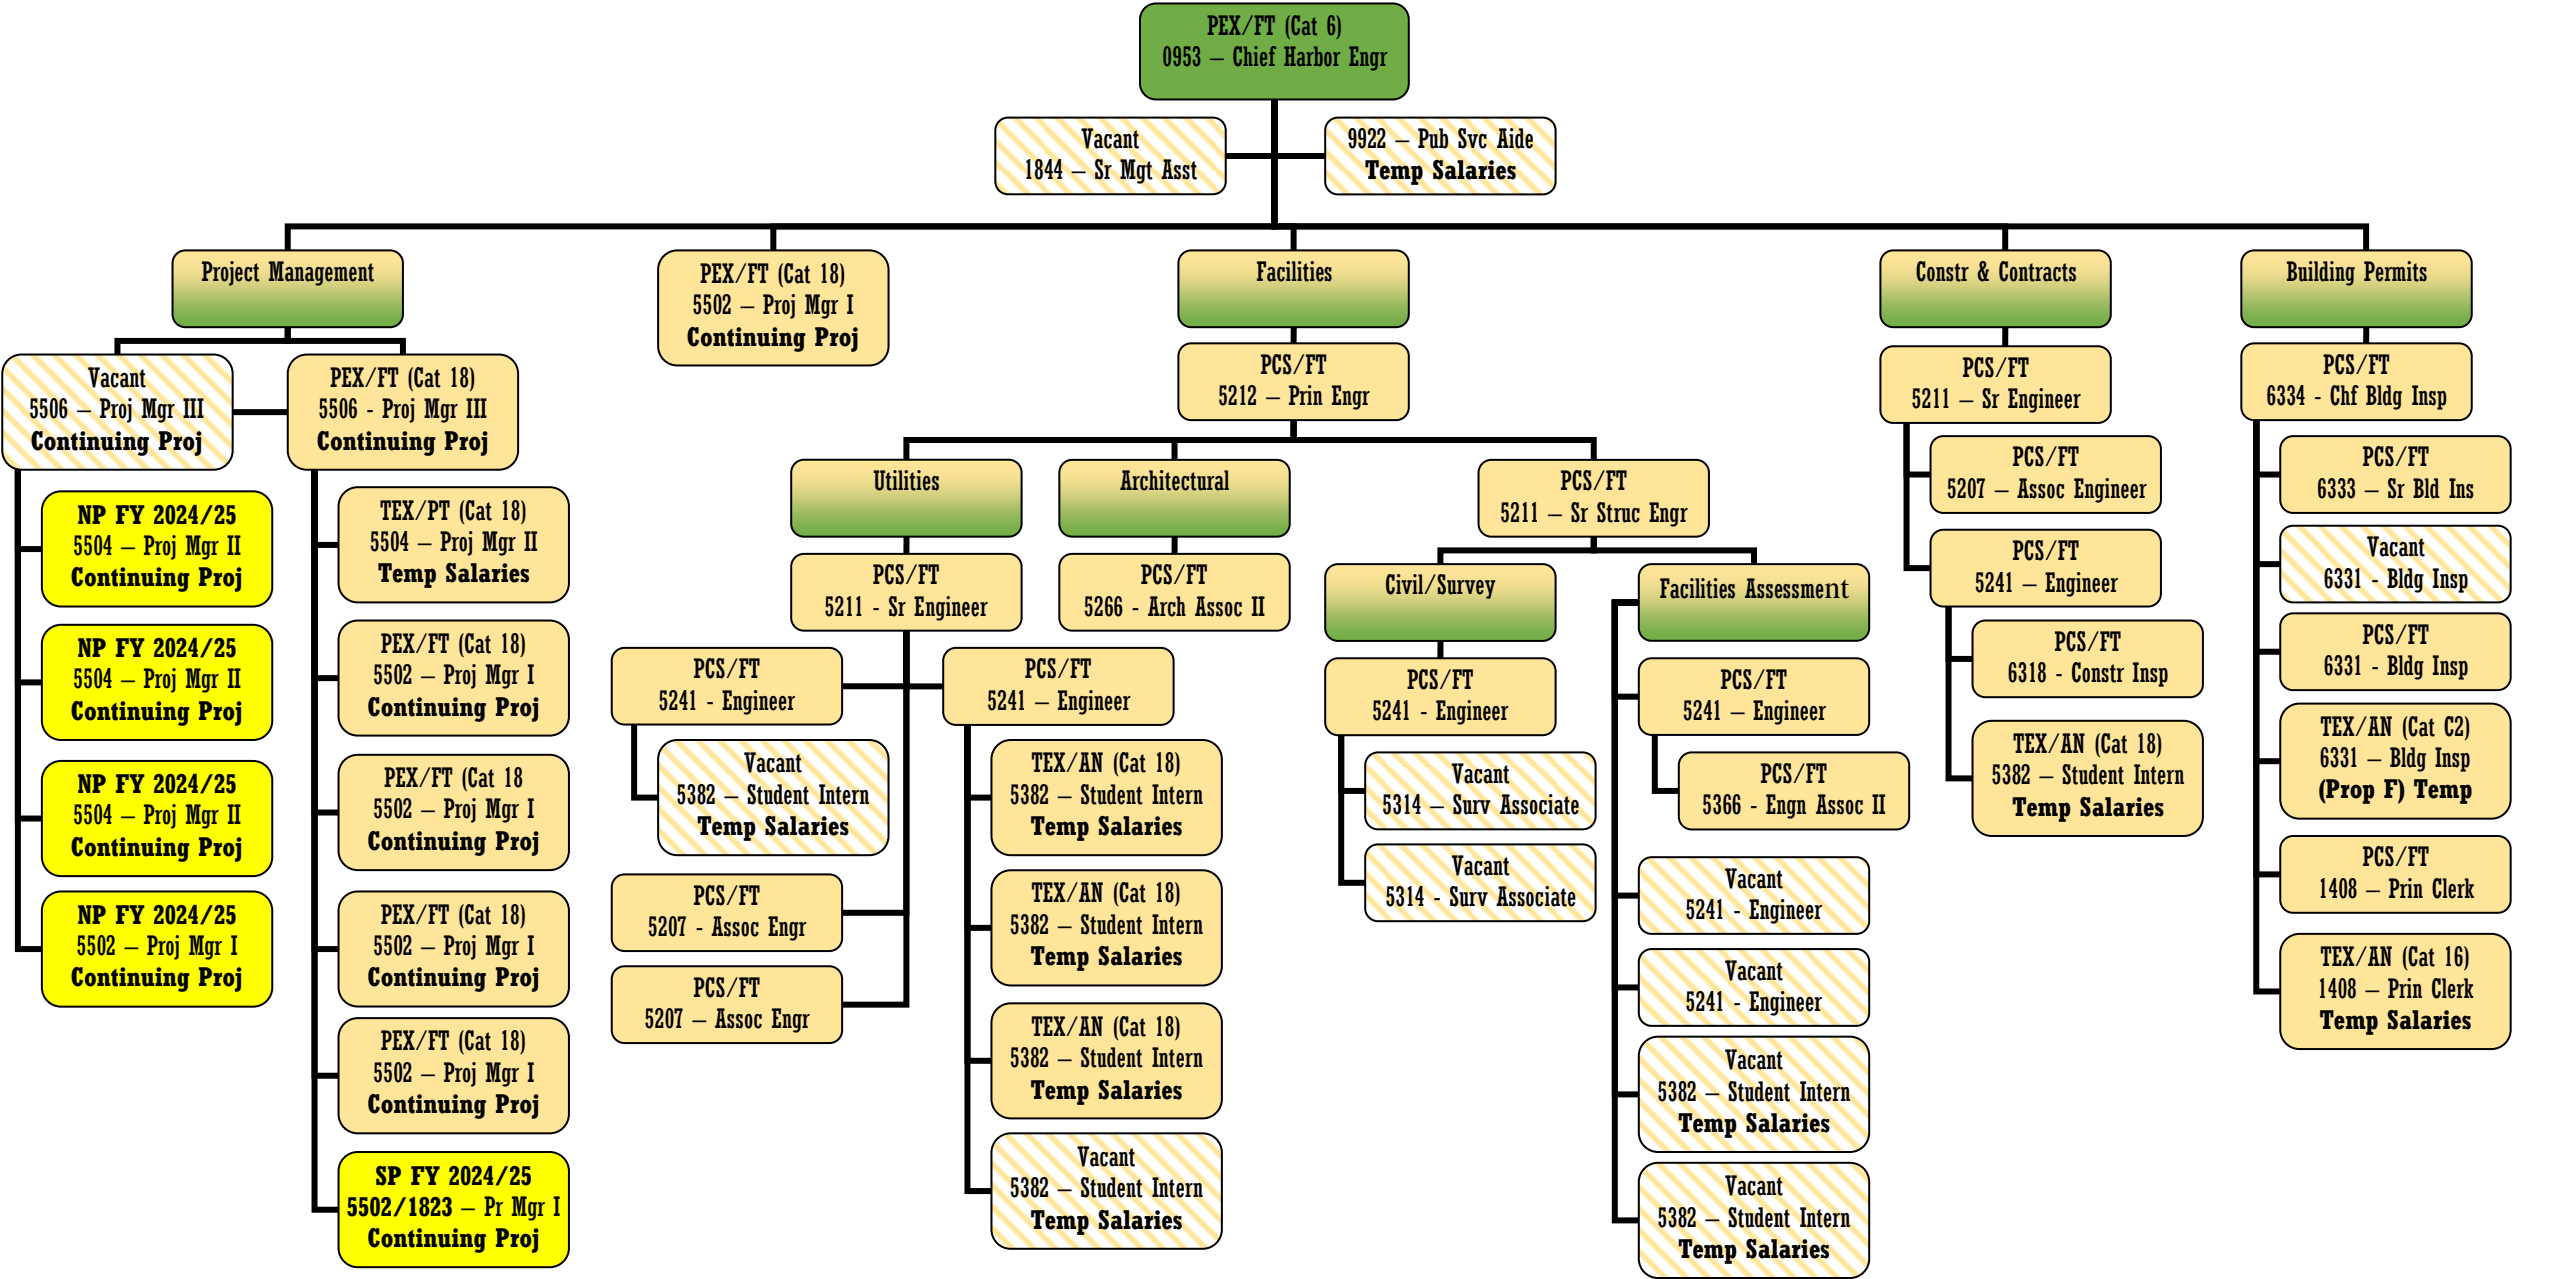 PEX/FT (Cat 6)
0953 – Chief Harbor Engr
Vacant
1844 – Sr Mgt Asst
9922 – Pub Svc Aide
Temp Salaries
Project Management
Vacant
5506 – Proj Mgr III
Continuing Proj
NP FY 2024/25
5504 – Proj Mgr II
Continuing Proj
NP FY 2024/25
5504 – Proj Mgr II
Continuing Proj
NP FY 2024/25
5504 – Proj Mgr II
Continuing Proj
NP FY 2024/25
5502 – Proj Mgr I
Continuing Proj
PEX/FT (Cat 18)
5506 - Proj Mgr III
Continuing Proj
TEX/PT (Cat 18)
5504 – Proj Mgr II
Temp Salaries
PEX/FT (Cat 18)
5502 – Proj Mgr I
Continuing Proj
PEX/FT (Cat 18
5502 – Proj Mgr I
Continuing Proj
PEX/FT (Cat 18)
5502 – Proj Mgr I
Continuing Proj
PEX/FT (Cat 18)
5502 – Proj Mgr I
Continuing Proj
SP FY 2024/25
5502/1823 – Pr Mgr I
Continuing Proj
PEX/FT (Cat 18)
5502 – Proj Mgr I
Continuing Proj
Facilities
PCS/FT
5212 – Prin Engr
Utilities
PCS/FT
5211 - Sr Engineer
PCS/FT
5241 - Engineer
Vacant
5382 – Student Intern
Temp Salaries
PCS/FT
5207 - Assoc Engr
PCS/FT
5207 – Assoc Engr
PCS/FT
5241 – Engineer
TEX/AN (Cat 18)
5382 – Student Intern
Temp Salaries
TEX/AN (Cat 18)
5382 – Student Intern
Temp Salaries
TEX/AN (Cat 18)
5382 – Student Intern
Temp Salaries
Vacant
5382 – Student Intern
Temp Salaries
Architectural
PCS/FT
5266 - Arch Assoc II
PCS/FT
5211 – Sr Struc Engr
Civil/Survey
PCS/FT
5241 - Engineer
Vacant
5314 – Surv Associate
Vacant
5314 - Surv Associate
Facilities Assessment
PCS/FT
5241 – Engineer
PCS/FT
5366 - Engn Assoc II
Vacant
5241 - Engineer
Vacant
5241 - Engineer
Vacant
5382 – Student Intern
Temp Salaries
Vacant
5382 – Student Intern
Temp Salaries
Constr & Contracts
PCS/FT
5211 – Sr Engineer
PCS/FT
5207 – Assoc Engineer
PCS/FT
5241 – Engineer
PCS/FT
6318 - Constr Insp
TEX/AN (Cat 18)
5382 – Student Intern
Temp Salaries
Building Permits
PCS/FT
6334 - Chf Bldg Insp
PCS/FT
6333 – Sr Bld Ins
Vacant
6331 - Bldg Insp
PCS/FT
6331 - Bldg Insp
TEX/AN (Cat C2)
6331 – Bldg Insp
(Prop F) Temp
PCS/FT
1408 – Prin Clerk
TEX/AN (Cat 16)
1408 – Prin Clerk
Temp Salaries